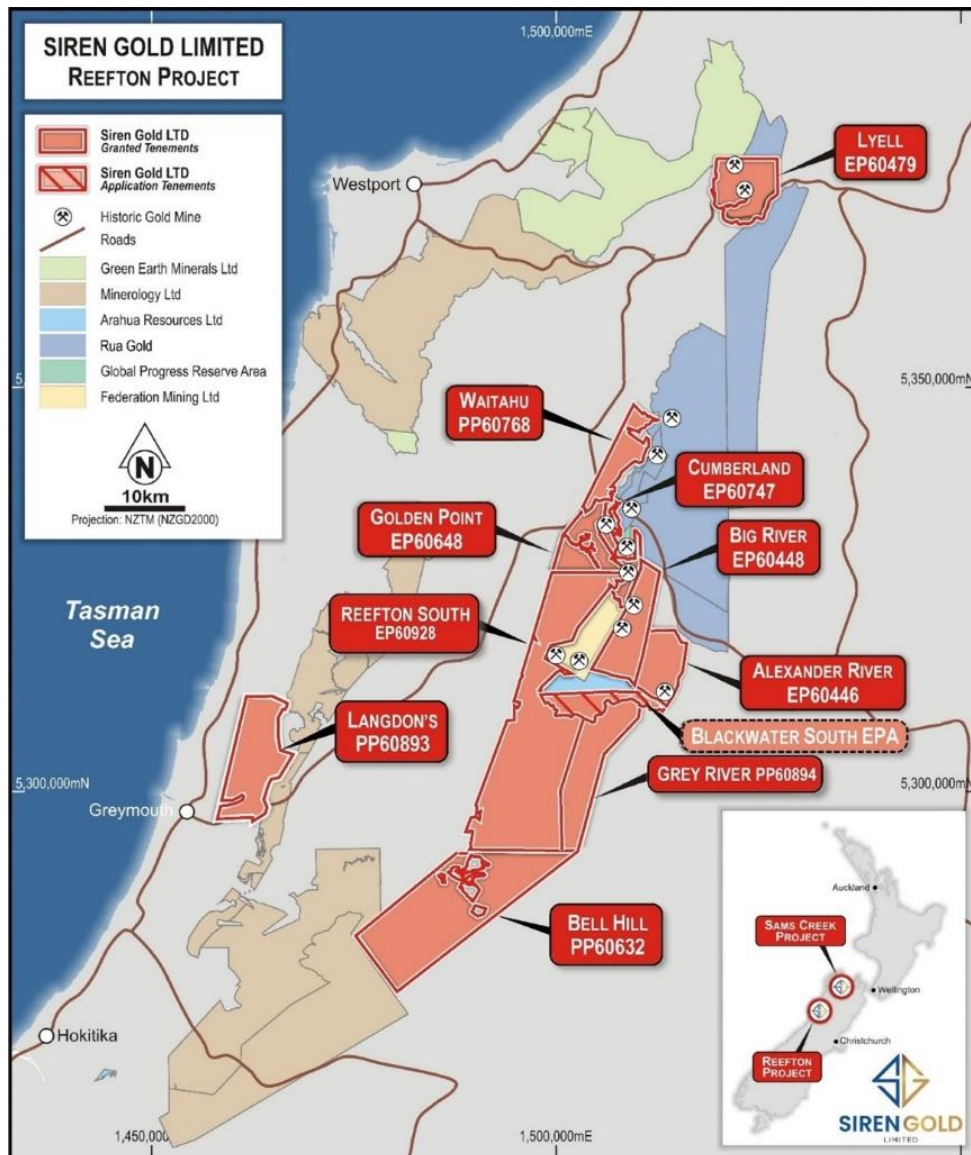 SIREN GOLD LIMITED
REEFTON PROJECT
Siren Gold LTD
Granted Tenements
Siren Gold LTD
Application Tenements
Historic Gold Mine
Roads
Green Earth Minerals Ltd
Minerology Ltd
Arahua Resources Ltd
Rua Gold
Global Progress Reserve Area
Federation Mining Ltd
N
10km
Projection: NZTM (NZGD2000)
1,500,000mE
Westport
LYELL
EP60479
5,350,000mN
WAITAHU
PP60768
CUMBERLAND
EP60747
GOLDEN POINT
EP60648
BIG RIVER
EP60448
Tasman
Sea
REEFTON SOUTH
EP60928
ALEXANDER RIVER
EP60446
LANGDON'S
PP60893
BLACKWATER SOUTH EPA
GREY RIVER PP60894
5,300,000mN
5,300,000mN
Greymouth
BELL HILL
PP60632
Hokitika
1,450,000
1,500,000mE
Auckland
SAMS CREEK
PROJECT
Wellington
Christchurch
REEFTON
PROJECT
SG
SIREN GOLD
LIMITED